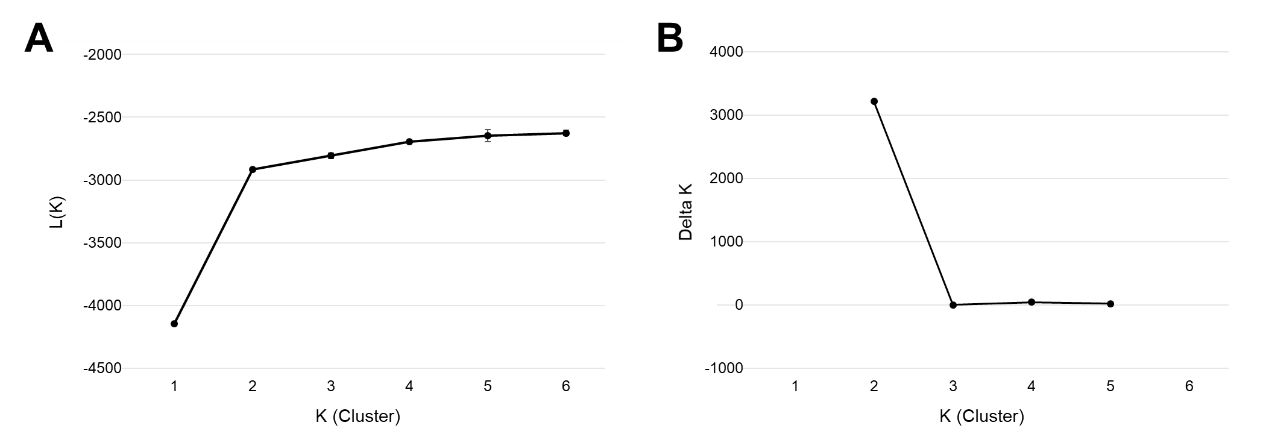 A
-2000
-2500
-3000
-3500
-4000
-4500
L(K)
1 2 3 4 5 6
K (Cluster)
B
4000
3000
2000
1000
0
-1000
Delta K
1 2 3 4 5 6
K (Cluster)